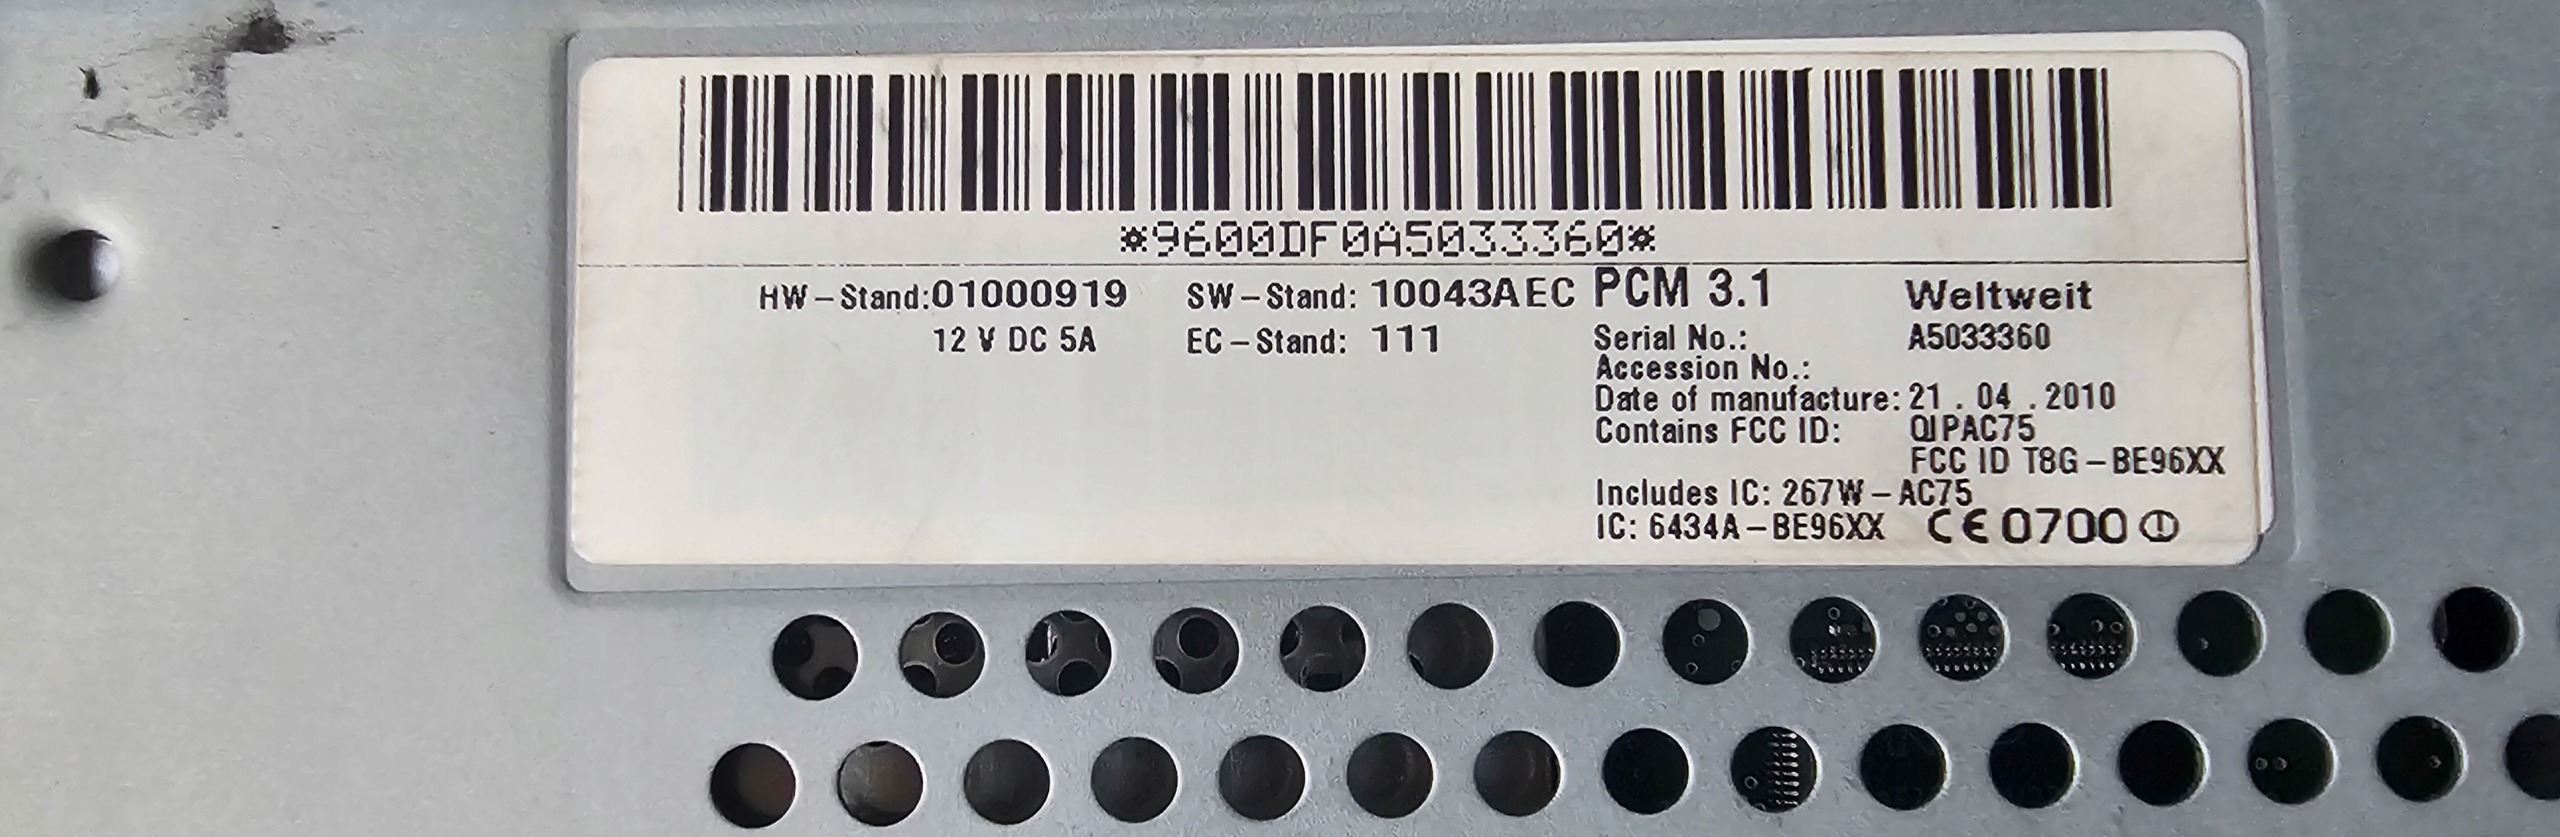 *9600DF0A5033360*
HW-Stand:01000919 SW-Stand: 10043AEC PCM 3.1 Weltweit
12 V DC 5A EC-Stand: 111 Serial No.: A5033360
Accession No.:
Date of manufacture: 21 . 04 . 2010
Contains FCC ID: QIPAC75
FCC ID T8G-BE96XX
Includes IC: 267W-AC75
IC: 6434A-BE96XX CE0700